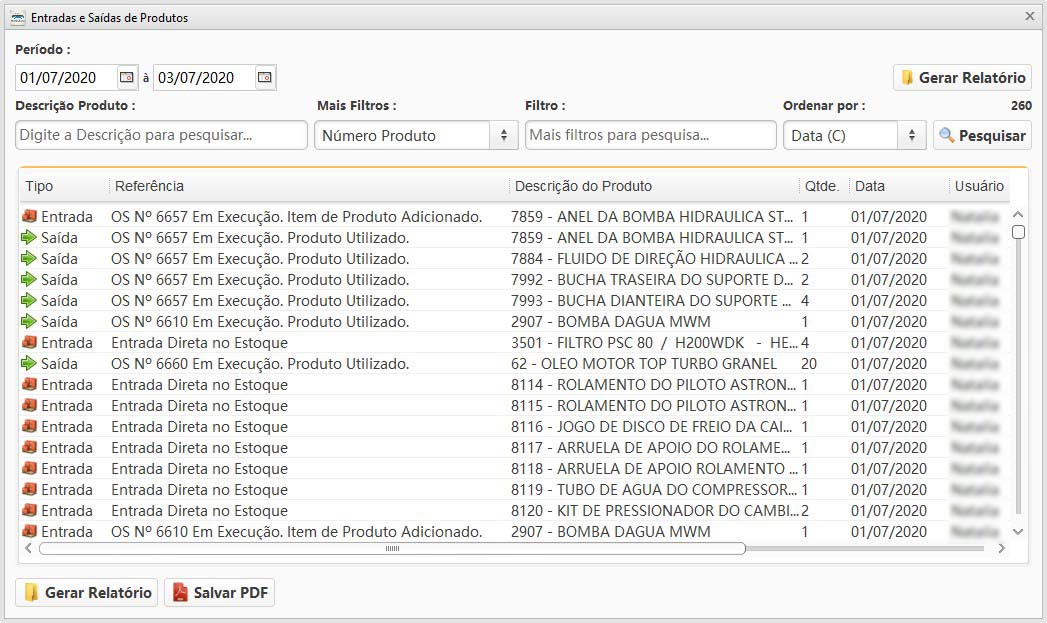 Entradas e Saídas de Produtos
Período :
01/07/2020 à 03/07/2020 Gerar Relatório
Descrição Produto : Mais Filtros : Filtro : Ordenar por : 260
Digite a Descrição para pesquisar... Número Produto Mais filtros para pesquisa... Data (C) Pesquisar
Tipo Referência Descrição do Produto Qtde. Data Usuário
Entrada OS Nº 6657 Em Execução. Item de Produto Adicionado. 7859 - ANEL DA BOMBA HIDRAULICA ST... 1 01/07/2020
Saída OS Nº 6657 Em Execução. Produto Utilizado. 7859 - ANEL DA BOMBA HIDRAULICA ST... 1 01/07/2020
Saída OS Nº 6657 Em Execução. Produto Utilizado. 7884 - FLUIDO DE DIREÇÃO HIDRAULICA ... 2 01/07/2020
Saída OS Nº 6657 Em Execução. Produto Utilizado. 7992 - BUCHA TRASEIRA DO SUPORTE D... 2 01/07/2020
Saída OS Nº 6657 Em Execução. Produto Utilizado. 7993 - BUCHA DIANTEIRA DO SUPORTE ... 4 01/07/2020
Saída OS Nº 6610 Em Execução. Produto Utilizado. 2907 - BOMBA DAGUA MWM 1 01/07/2020
Entrada Entrada Direta no Estoque 3501 - FILTRO PSC 80 / H200WDK - HE... 4 01/07/2020
Saída OS Nº 6660 Em Execução. Produto Utilizado. 62 - OLEO MOTOR TOP TURBO GRANEL 20 01/07/2020
Entrada Entrada Direta no Estoque 8114 - ROLAMENTO DO PILOTO ASTRON... 1 01/07/2020
Entrada Entrada Direta no Estoque 8115 - ROLAMENTO DO PILOTO ASTRON... 1 01/07/2020
Entrada Entrada Direta no Estoque 8116 - JOGO DE DISCO DE FREIO DA CAI... 1 01/07/2020
Entrada Entrada Direta no Estoque 8117 - ARRUELA DE APOIO DO ROLAME... 1 01/07/2020
Entrada Entrada Direta no Estoque 8118 - ARRUELA DE APOIO ROLAMENTO ... 1 01/07/2020
Entrada Entrada Direta no Estoque 8119 - TUBO DE AGUA DO COMPRESSOR... 1 01/07/2020
Entrada Entrada Direta no Estoque 8120 - KIT DE PRESSIONADOR DO CAMBI... 2 01/07/2020
Entrada OS Nº 6610 Em Execução. Item de Produto Adicionado. 2907 - BOMBA DAGUA MWM 1 01/07/2020
Gerar Relatório Salvar PDF